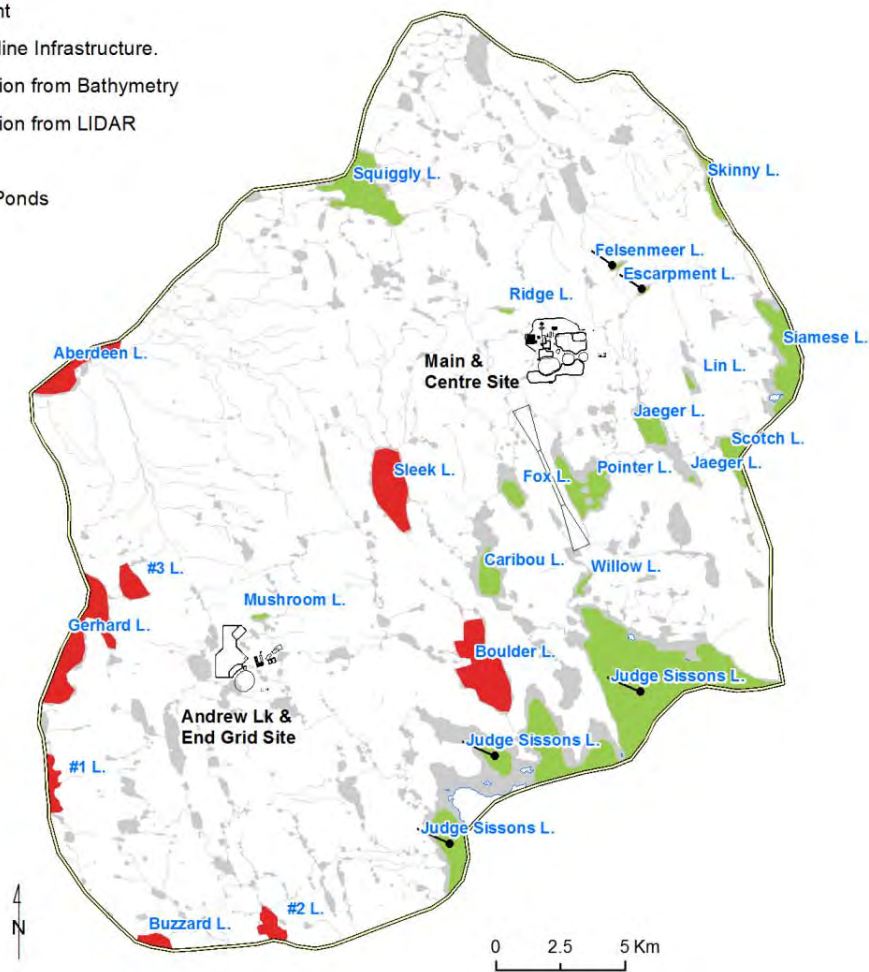 nt
line Infrastructure.
ion from Bathymetry
ion from LIDAR
Ponds
Squiggly L.
Skinny L.
Felsenmeer L.
Escarpment L.
Ridge L.
Siamese L.
Aberdeen L.
Main &
Centre Site
Lin L.
Jaeger L.
Scotch L.
Sleek L.
Fox L.
Pointer L.
Jaeger L.
Caribou L.
Willow L.
#3 L.
Mushroom L.
Gerhard L.
Boulder L.
Judge Sissons L.
Andrew Lk &
End Grid Site
Judge Sissons L.
#1 L.
Judge Sissons L.
#2 L.
Buzzard L.
N
0 2.5 5 Km